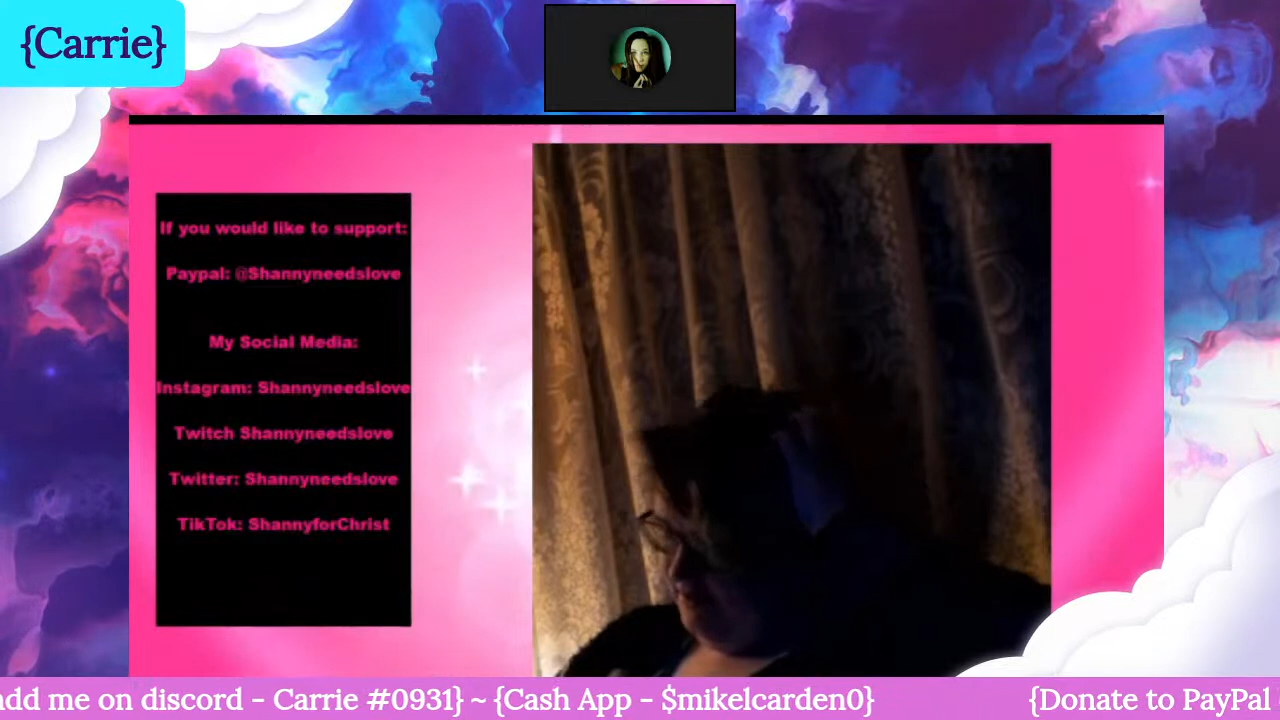 {Carrie}
If you would like to support:
Paypal: @Shannyneedslove
My Social Media:
Instagram: Shannyneedslove
Twitch Shannyneedslove
Twitter: Shannyneedslove
TikTok: ShannyforChrist
add me on discord - Carrie #0931} ~ {Cash App - $mikelcarden0} {Donate to PayPal